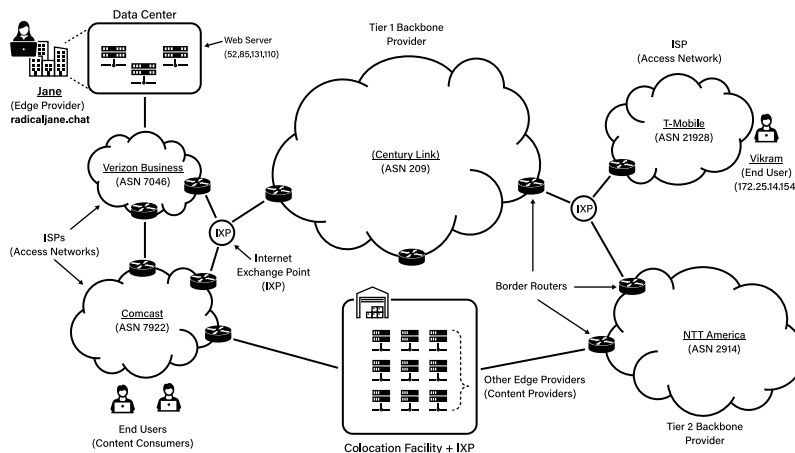 Data Center
Web Server
(52,85,131,110)
Jane
(Edge Provider)
radicaljane.chat
Tier 1 Backbone
Provider
ISP
(Access Network)
T-Mobile
(ASN 21928)
Vikram
(End User)
(172.25.14.154)
Verizon Business
(ASN 7046)
(Century Link)
(ASN 209)
IXP
IXP
ISPs
(Access Networks)
Internet
Exchange Point
(IXP)
Border Routers
Comcast
(ASN 7922)
NTT America
(ASN 2914)
Other Edge Providers
(Content Providers)
End Users
(Content Consumers)
Tier 2 Backbone
Provider
Colocation Facility + IXP